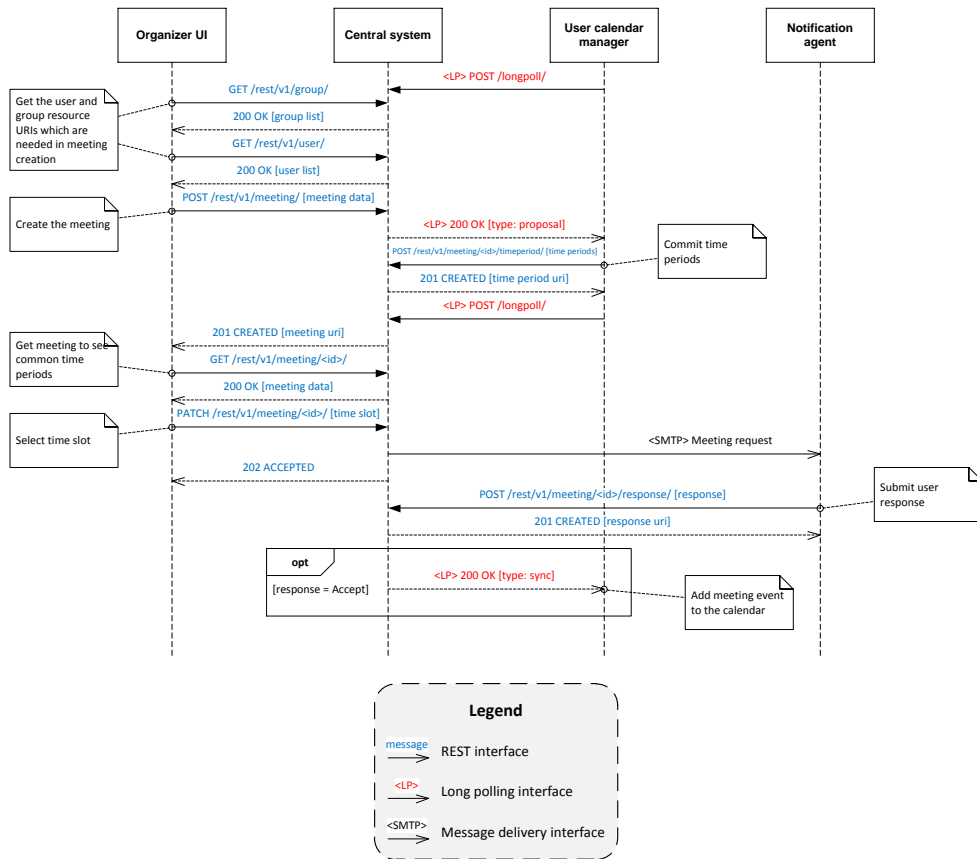 Organizer UI
Central system
User calendar
manager
Notification
agent
<LP> POST /longpoll/
GET /rest/v1/group/
Get the user and
group resource
URIs which are
needed in meeting
creation
200 OK [group list]
GET /rest/v1/user/
200 OK [user list]
POST /rest/v1/meeting/ [meeting data]
Create the meeting
<LP> 200 OK [type: proposal]
POST /rest/v1/meeting/<id>/timeperiod/ [time periods]
Commit time
periods
201 CREATED [time period uri]
<LP> POST /longpoll/
201 CREATED [meeting uri]
Get meeting to see
common time
periods
GET /rest/v1/meeting/<id>/
200 OK [meeting data]
PATCH /rest/v1/meeting/<id>/ [time slot]
Select time slot
<SMTP> Meeting request
202 ACCEPTED
POST /rest/v1/meeting/<id>/response/ [response]
Submit user
response
201 CREATED [response uri]
opt
[response = Accept]
<LP> 200 OK [type: sync]
Add meeting event
to the calendar
Legend
message
REST interface
<LP>
Long polling interface
<SMTP>
Message delivery interface